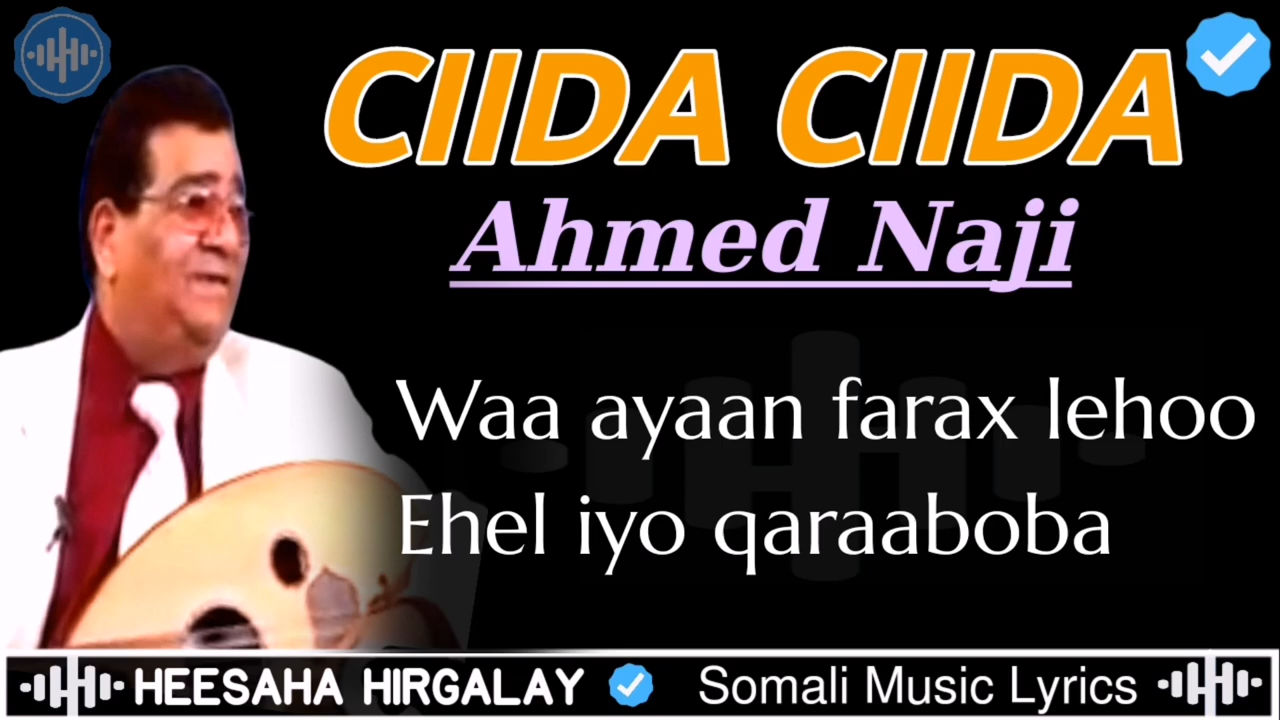 CIIDA CIIDA
Ahmed Naji
Waa ayaan farax lehoo
Ehel iyo qaraaboba
HEESAHA HIRGALAY Somali Music Lyrics